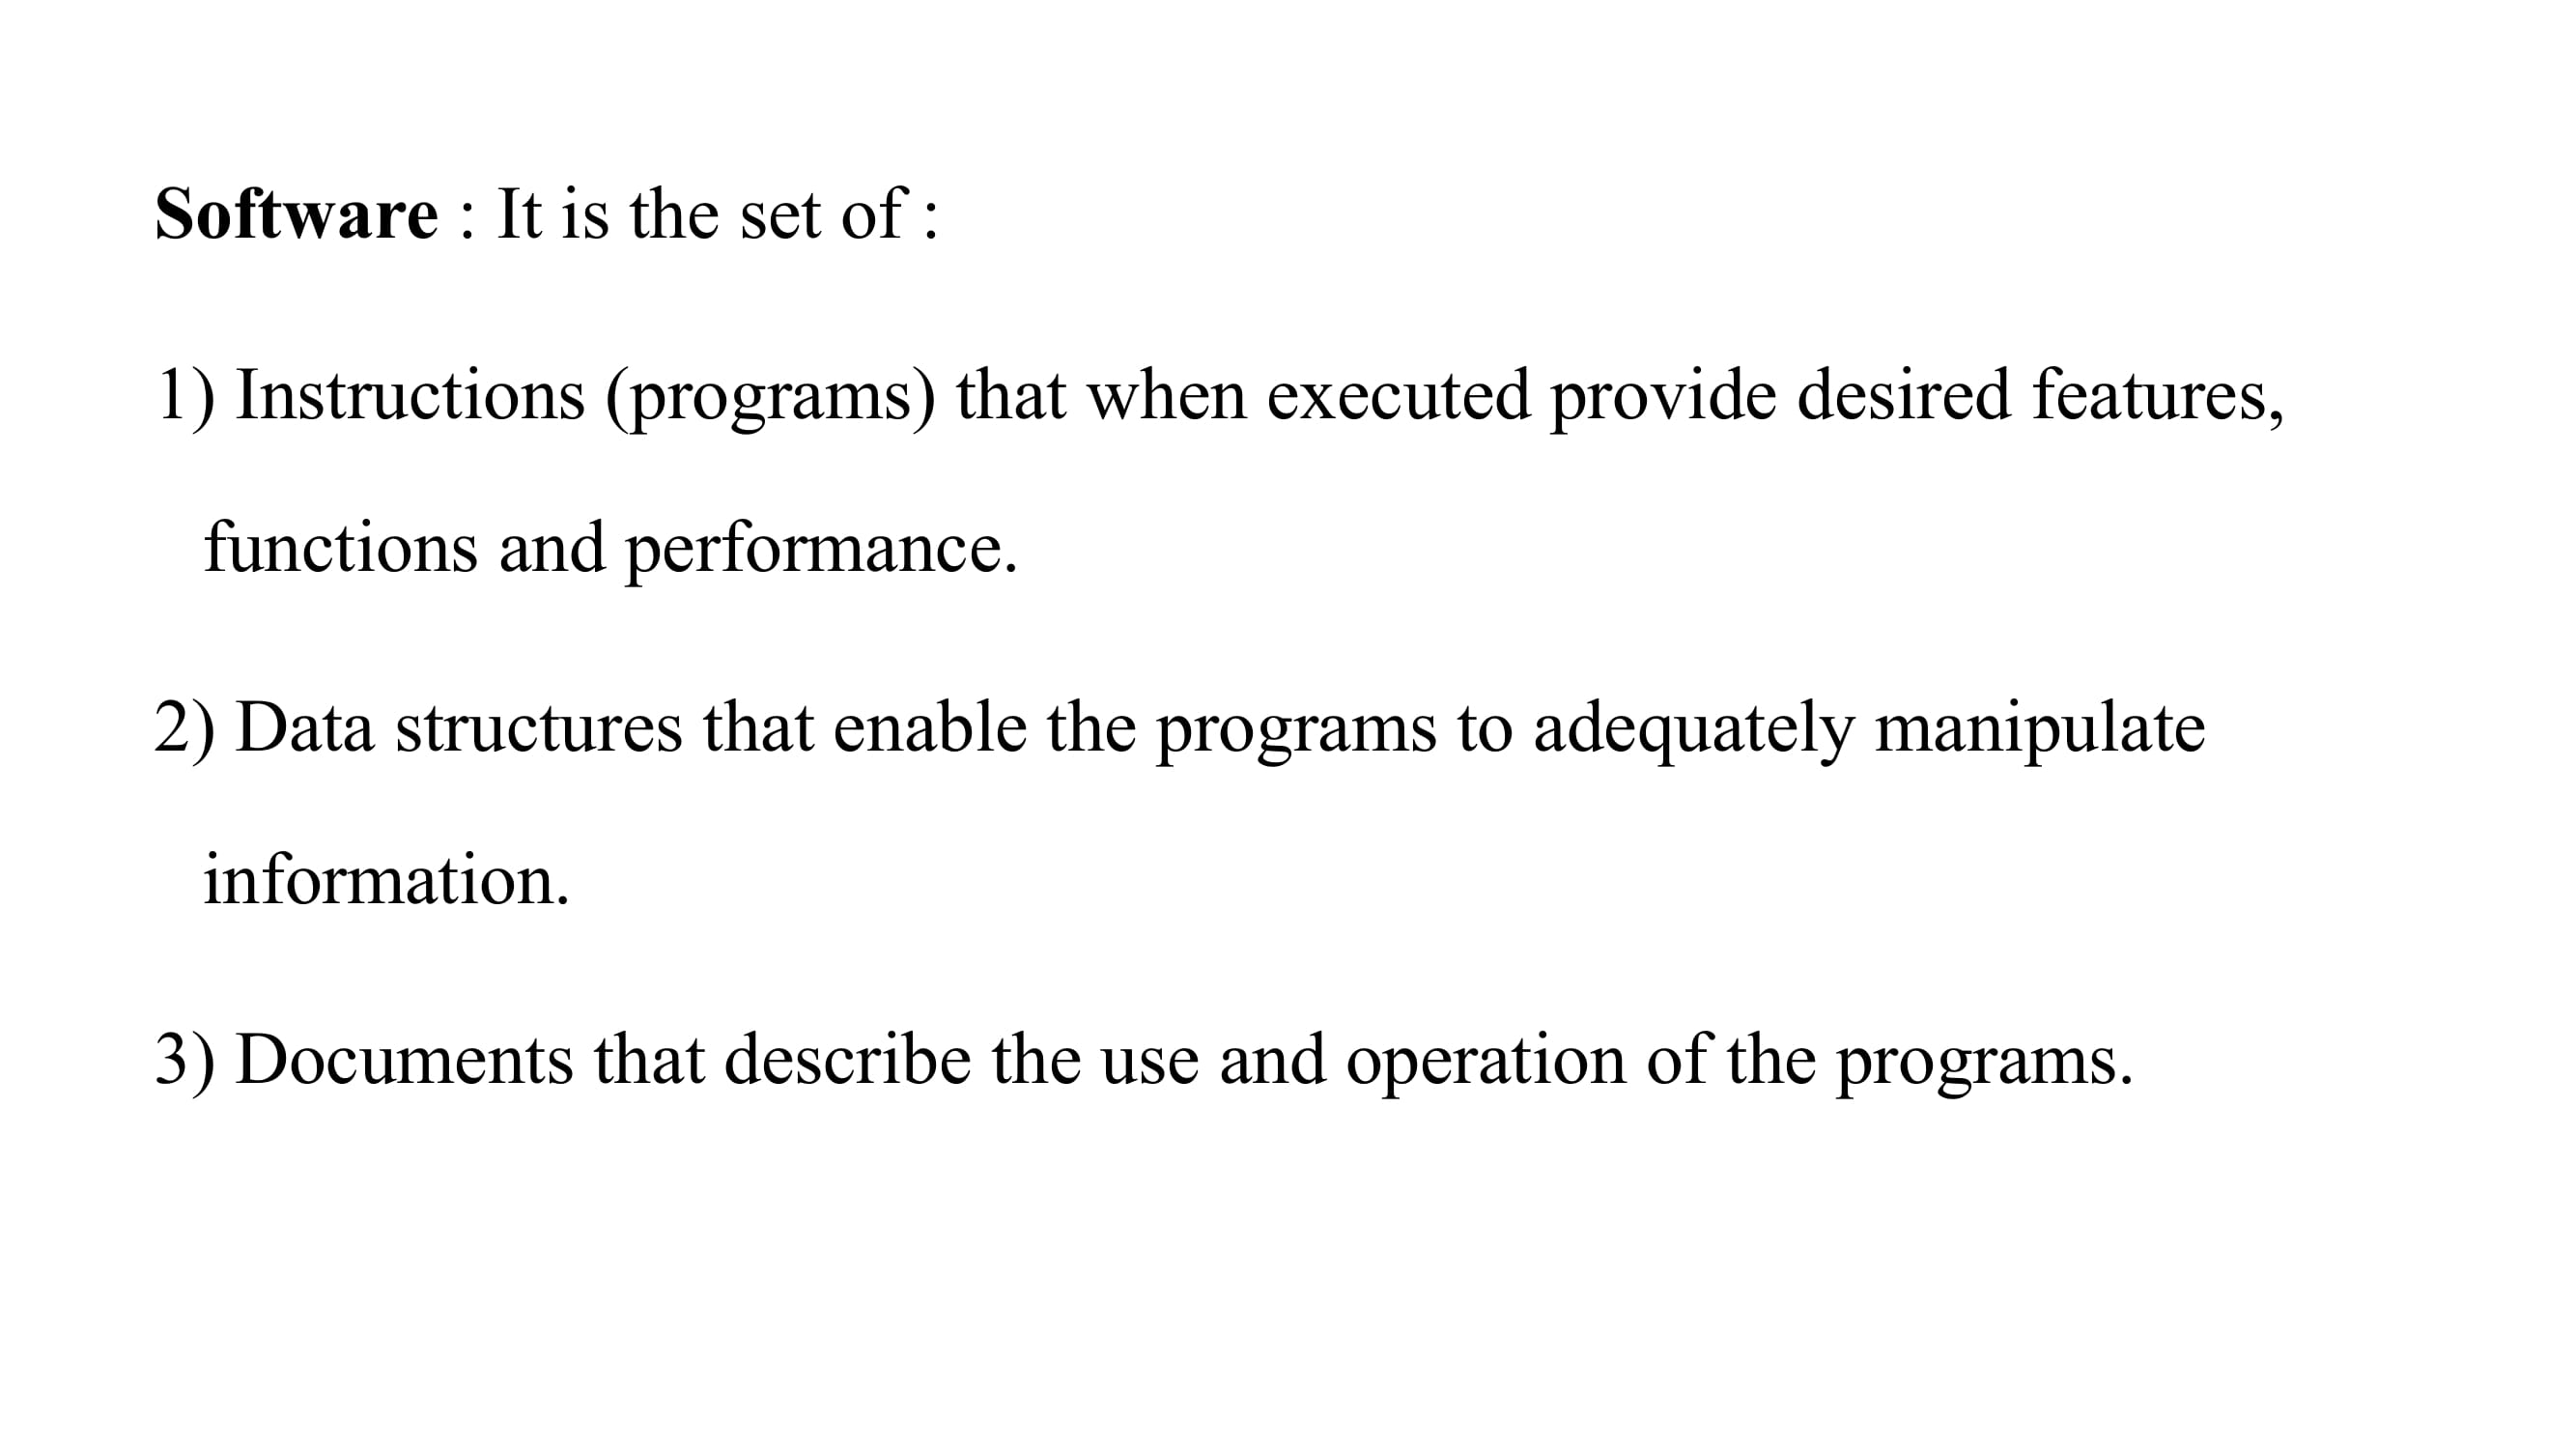 Software : It is the set of :
1) Instructions (programs) that when executed provide desired features,
functions and performance.
2) Data structures that enable the programs to adequately manipulate
information.
3) Documents that describe the use and operation of the programs.